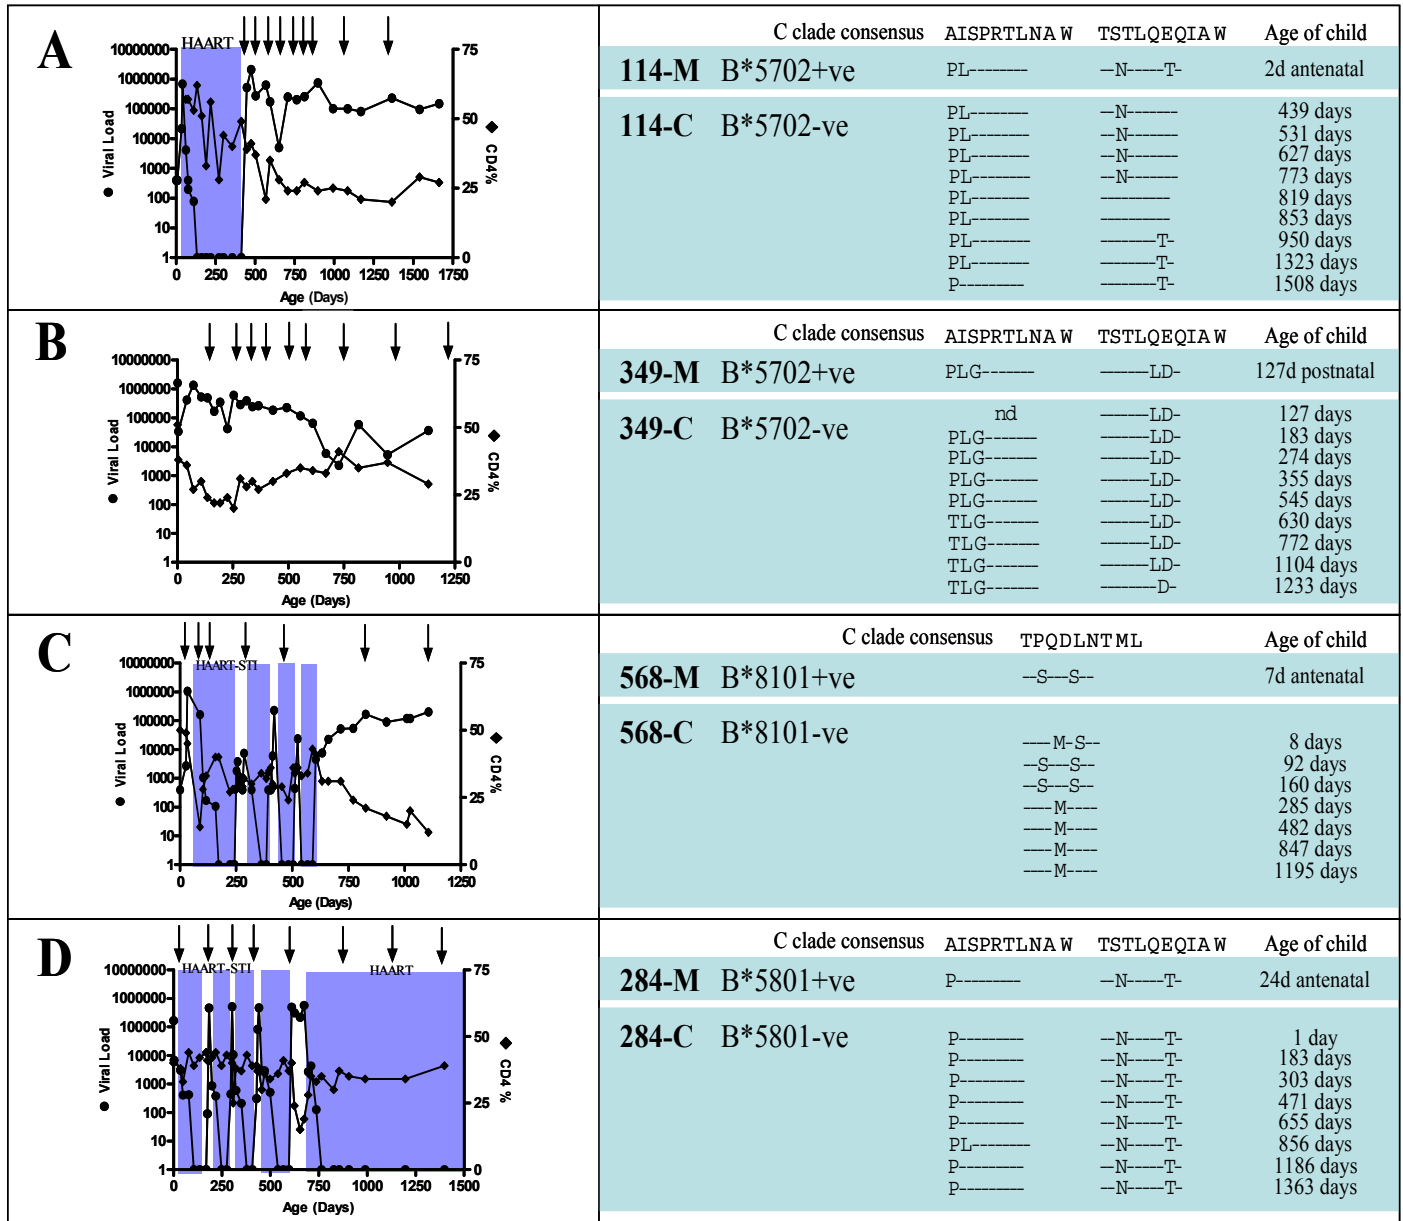 A
HAART
10000000
1000000
100000
10000
1000
100
10
1
75
50
25
0
● Viral Load
◆ CD4%
0 250 500 750 1000 1250 1500 1750
Age (Days)
C clade consensus AISPRTLNAW TSTLQEQIAW Age of child
114-M B*5702+ve PL-------- --N-----T- 2d antenatal
114-C B*5702-ve PL-------- --N------- 439 days
PL-------- --N------- 531 days
PL-------- --N------- 627 days
PL-------- --N------- 773 days
PL-------- ---------- 819 days
PL-------- ---------- 853 days
PL-------- --------T- 950 days
PL-------- --------T- 1323 days
P--------- --------T- 1508 days
B
10000000
1000000
100000
10000
1000
100
10
1
75
50
25
0
● Viral Load
◆ CD4%
0 250 500 750 1000 1250
Age (Days)
C clade consensus AISPRTLNAW TSTLQEQIAW Age of child
349-M B*5702+ve PLG------- -------LD- 127d postnatal
349-C B*5702-ve nd -------LD- 127 days
PLG------- -------LD- 183 days
PLG------- -------LD- 274 days
PLG------- -------LD- 355 days
PLG------- -------LD- 545 days
TLG------- -------LD- 630 days
TLG------- -------LD- 772 days
TLG------- -------LD- 1104 days
TLG------- --------D- 1233 days
C
HAART-STI
10000000
1000000
100000
10000
1000
100
10
1
75
50
25
0
● Viral Load
◆ CD4%
0 250 500 750 1000 1250
Age (Days)
C clade consensus TPQDLNTML Age of child
568-M B*8101+ve --S---S-- 7d antenatal
568-C B*8101-ve ----M-S-- 8 days
--S---S-- 92 days
--S---S-- 160 days
----M---- 285 days
----M---- 482 days
----M---- 847 days
----M---- 1195 days
D
HAART-STI
HAART
10000000
1000000
100000
10000
1000
100
10
1
75
50
25
0
● Viral Load
◆ CD4 %
0 250 500 750 1000 1250 1500
Age (Days)
C clade consensus AISPRTLNAW TSTLQEQIAW Age of child
284-M B*5801+ve P--------- --N-----T- 24d antenatal
284-C B*5801-ve P--------- --N-----T- 1 day
P--------- --N-----T- 183 days
P--------- --N-----T- 303 days
P--------- --N-----T- 471 days
P--------- --N-----T- 655 days
PL-------- --N-----T- 856 days
P--------- --N-----T- 1186 days
P--------- --N-----T- 1363 days